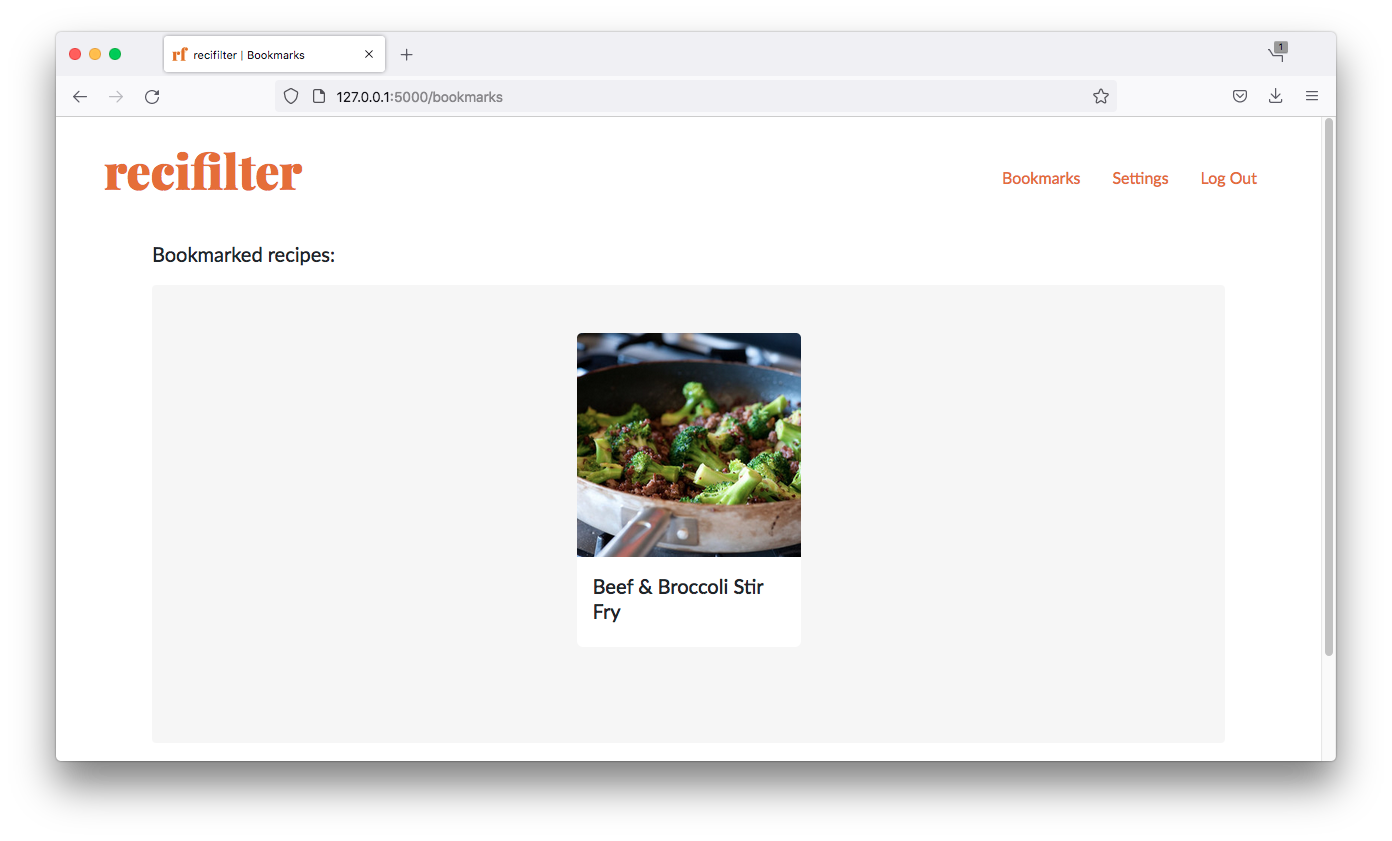 rf recifilter | Bookmarks
1
127.0.0.1:5000/bookmarks
recifilter
Bookmarks Settings Log Out
Bookmarked recipes:
Beef & Broccoli Stir
Fry